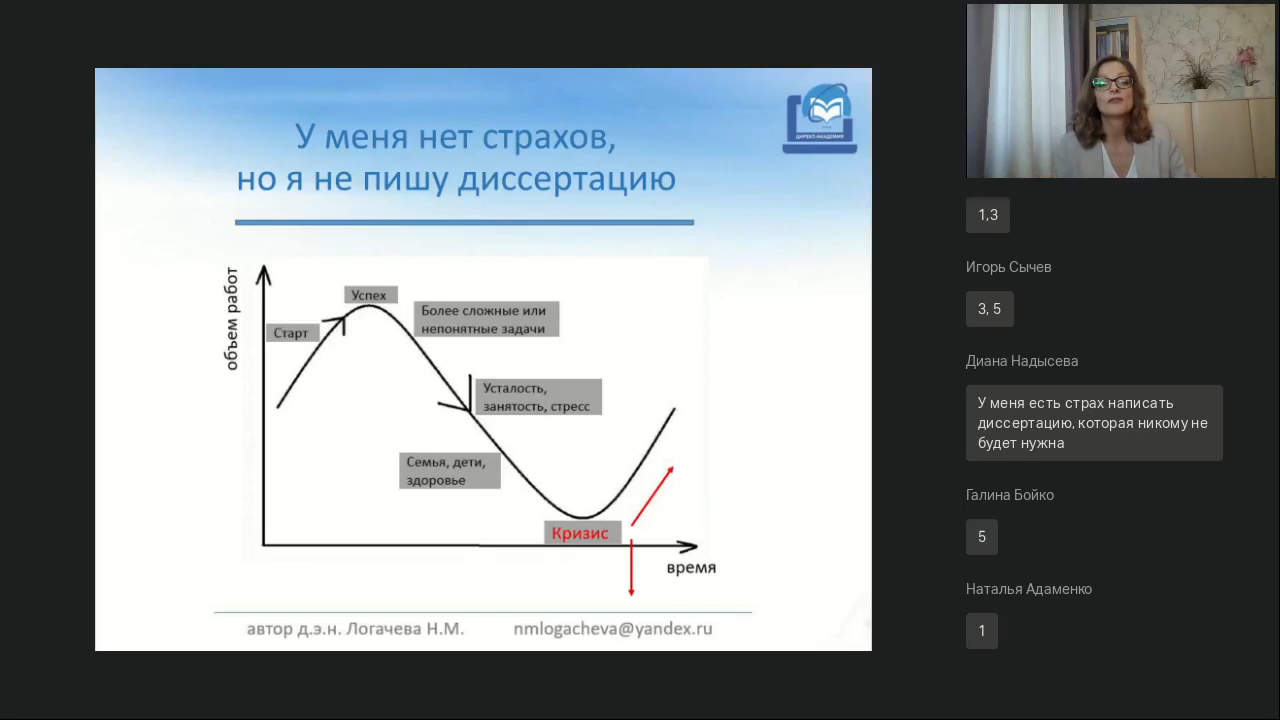 У меня нет страхов,
но я не пишу диссертацию
ДИРЕКТ-АКАДЕМИЯ
объем работ
Старт
Успех
Более сложные или
непонятные задачи
Усталость,
занятость, стресс
Семья, дети,
здоровье
Кризис
время
автор д.э.н. Логачева Н.М. nmlogacheva@yandex.ru
1,3
Игорь Сычев
3, 5
Диана Надысева
У меня есть страх написать
диссертацию, которая никому не
будет нужна
Галина Бойко
5
Наталья Адаменко
1